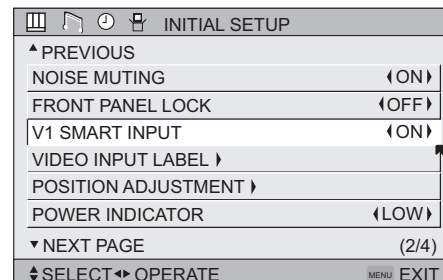 INITIAL SETUP
PREVIOUS
NOISE MUTING ON
FRONT PANEL LOCK OFF
V1 SMART INPUT ON
VIDEO INPUT LABEL
POSITION ADJUSTMENT
POWER INDICATOR LOW
NEXT PAGE (2/4)
SELECT OPERATE MENU EXIT